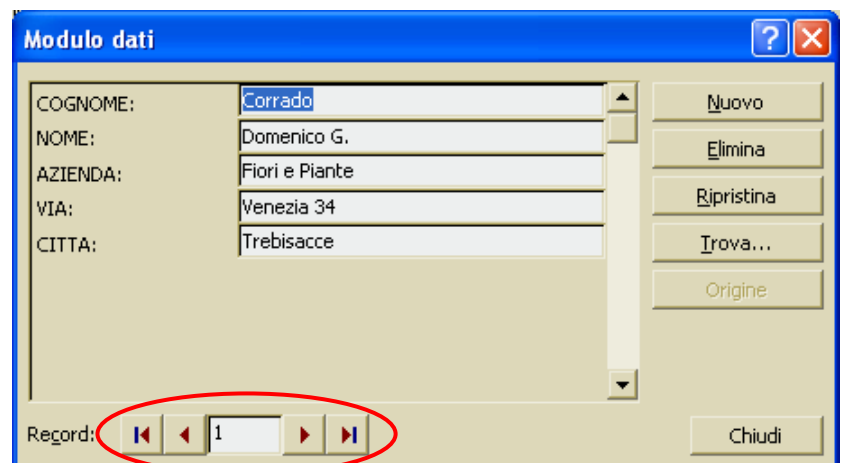 Modulo dati
COGNOME: Corrado
NOME: Domenico G.
AZIENDA: Fiori e Piante
VIA: Venezia 34
CITTA: Trebisacce
Nuovo
Elimina
Ripristina
Trova...
Origine
Record: 1
Chiudi